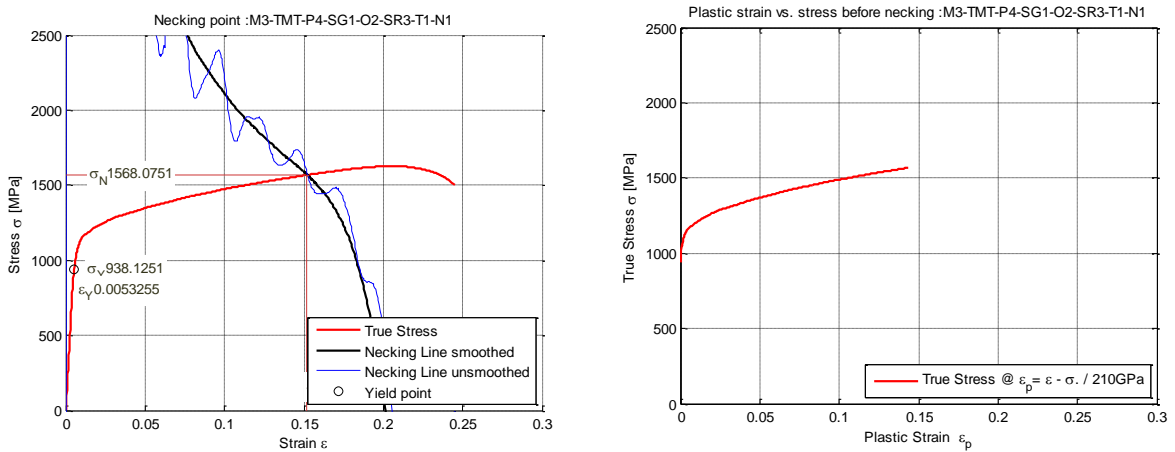 Necking point :M3-TMT-P4-SG1-O2-SR3-T1-N1
2500
2000
1500
1000
500
0
Stress σ [MPa]
σN1568.0751
σY938.1251
εY0.0053255
True Stress
Necking Line smoothed
Necking Line unsmoothed
Yield point
0 0.05 0.1 0.15 0.2 0.25 0.3
Strain ε
Plastic strain vs. stress before necking :M3-TMT-P4-SG1-O2-SR3-T1-N1
2500
2000
1500
1000
500
0
True Stress σ [MPa]
True Stress @ εp= ε - σ. / 210GPa
0 0.05 0.1 0.15 0.2 0.25 0.3
Plastic Strain εp